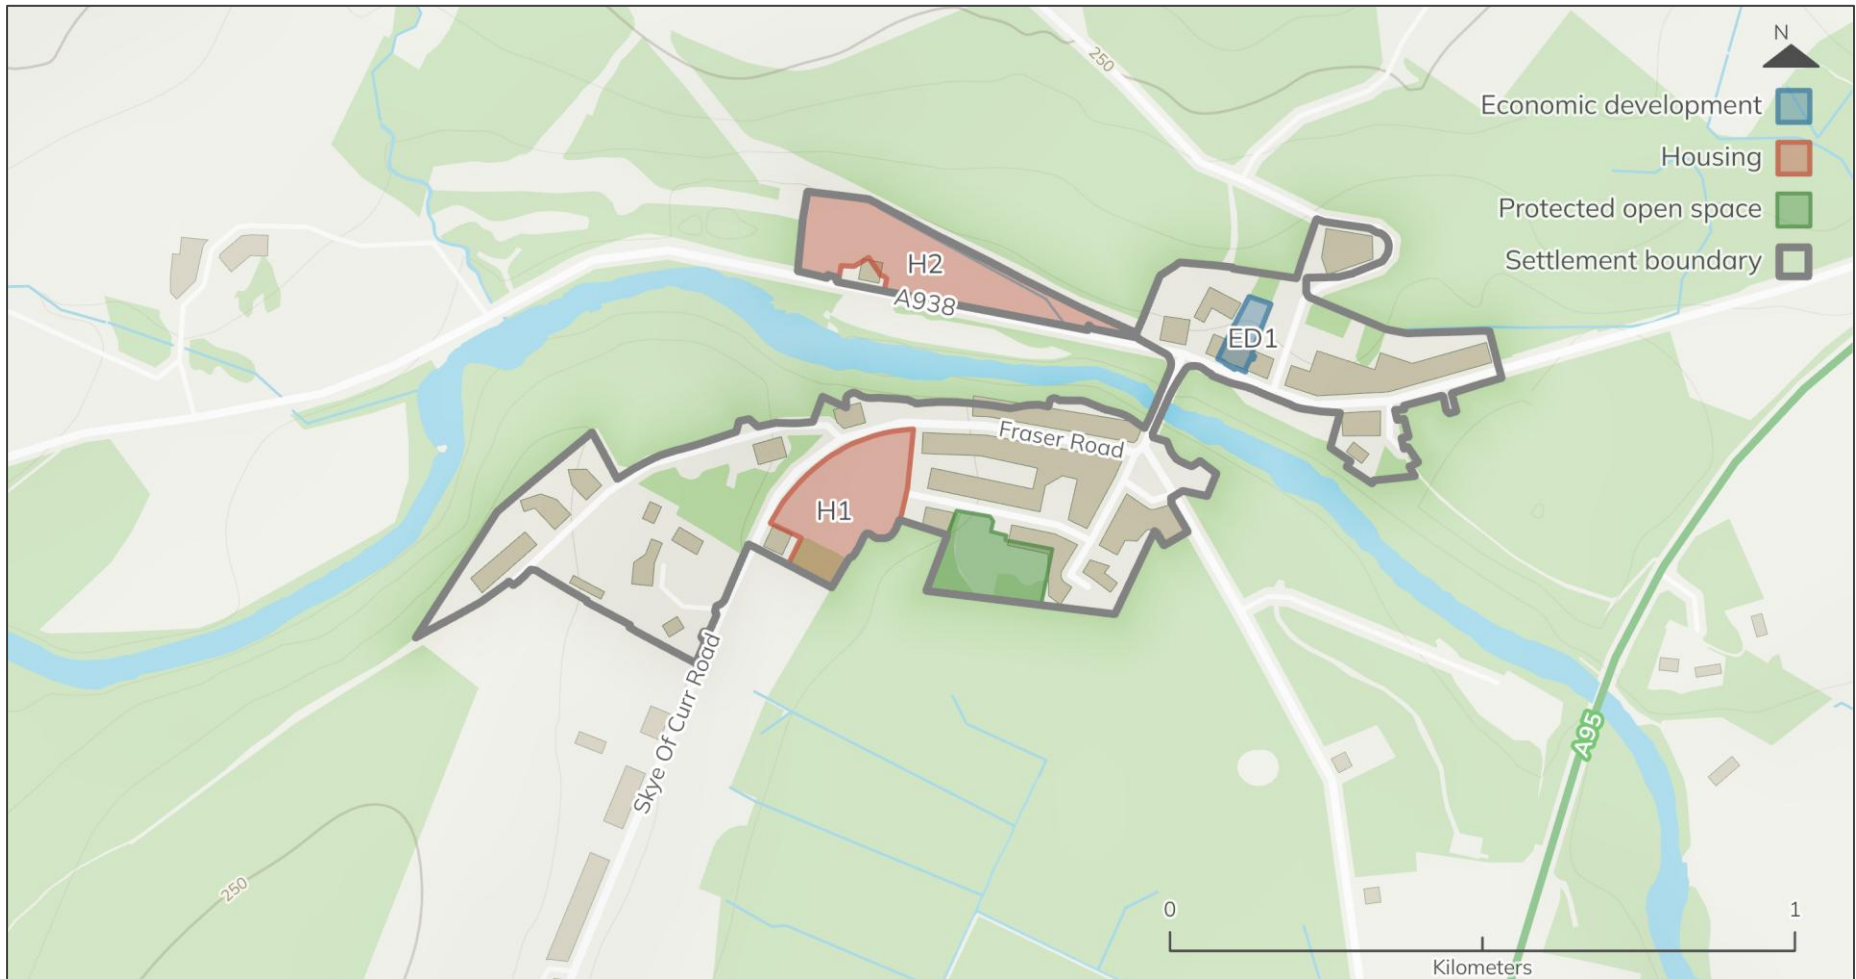 N
250
Economic development
Housing
Protected open space
Settlement boundary
H2
A938
ED1
Fraser Road
H1
Skye Of Curr Road
A95
250
0
1
Kilometers